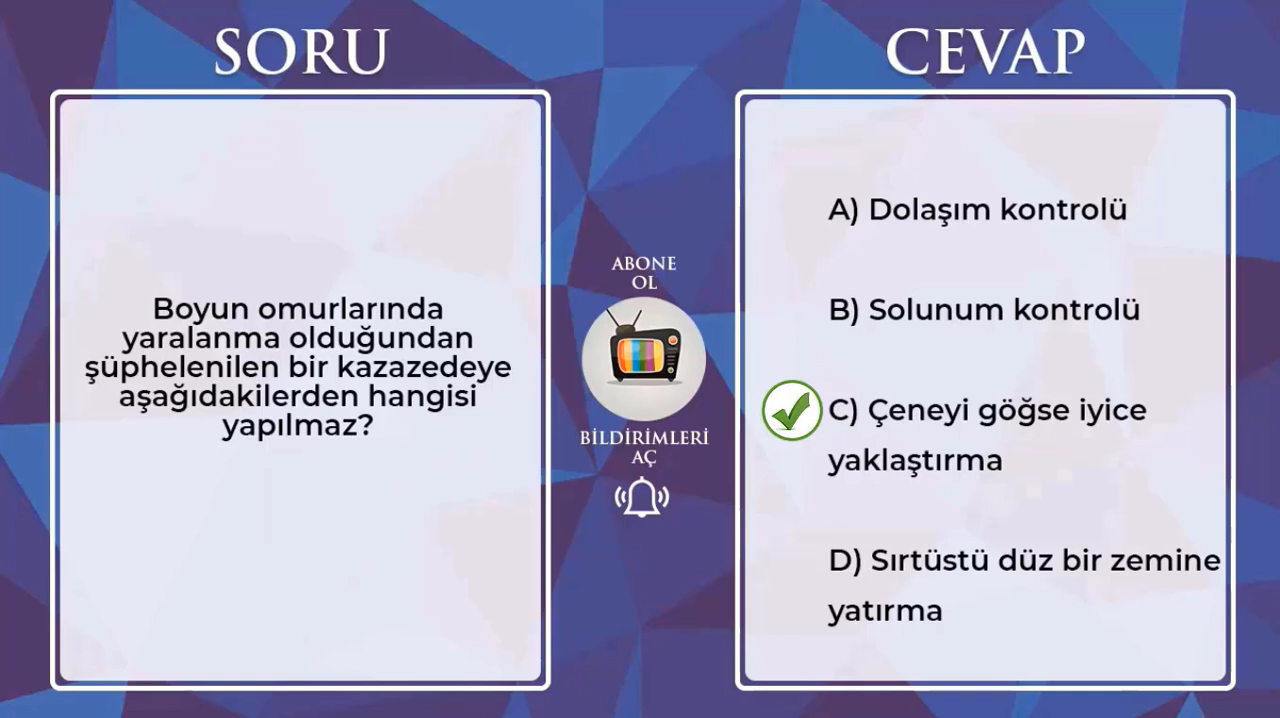 SORU
Boyun omurlarında
yaralanma olduğundan
şüphelenilen bir kazazedeye
aşağıdakilerden hangisi
yapılmaz?
ABONE
OL
BİLDİRİMLERİ
AÇ
CEVAP
A) Dolaşım kontrolü
B) Solunum kontrolü
C) Çeneyi göğse iyice
yaklaştırma
D) Sırtüstü düz bir zemine
yatırma